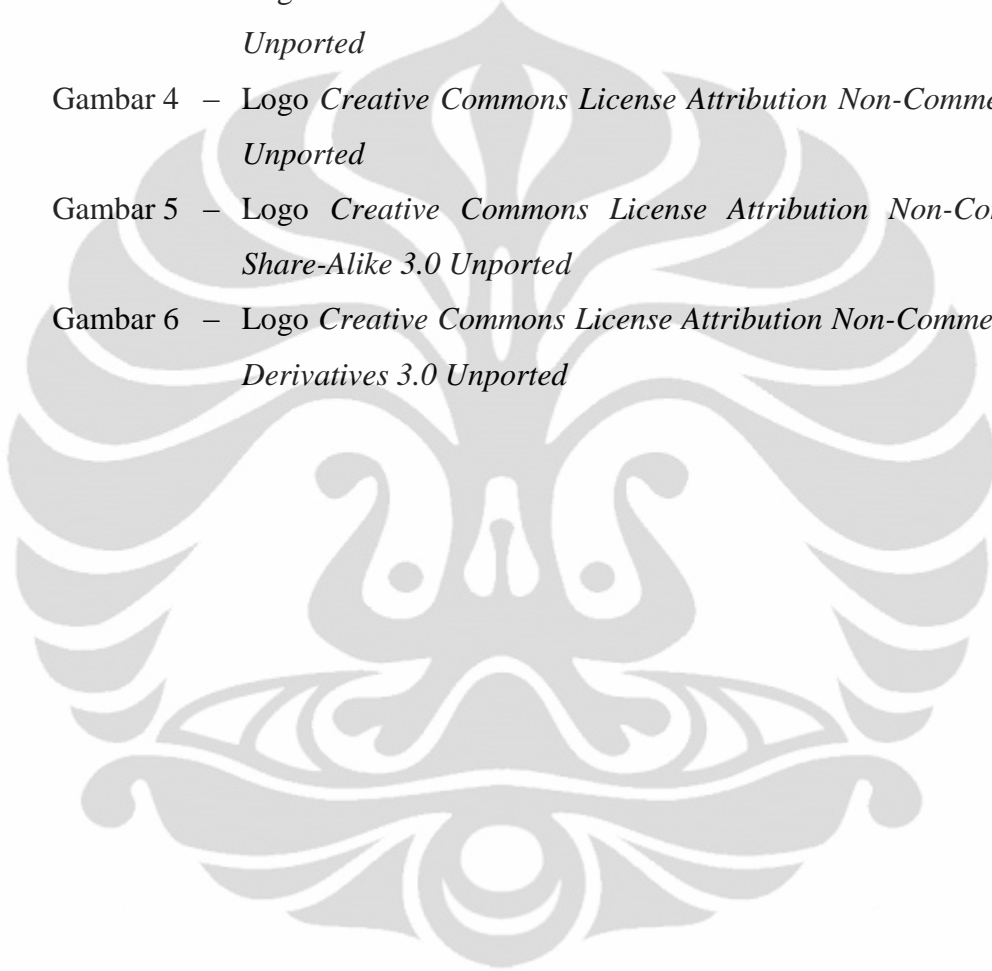 Unported
Gambar 4 – Logo Creative Commons License Attribution Non-Comme
Unported
Gambar 5 – Logo Creative Commons License Attribution Non-Co
Share-Alike 3.0 Unported
Gambar 6 – Logo Creative Commons License Attribution Non-Comme
Derivatives 3.0 Unported